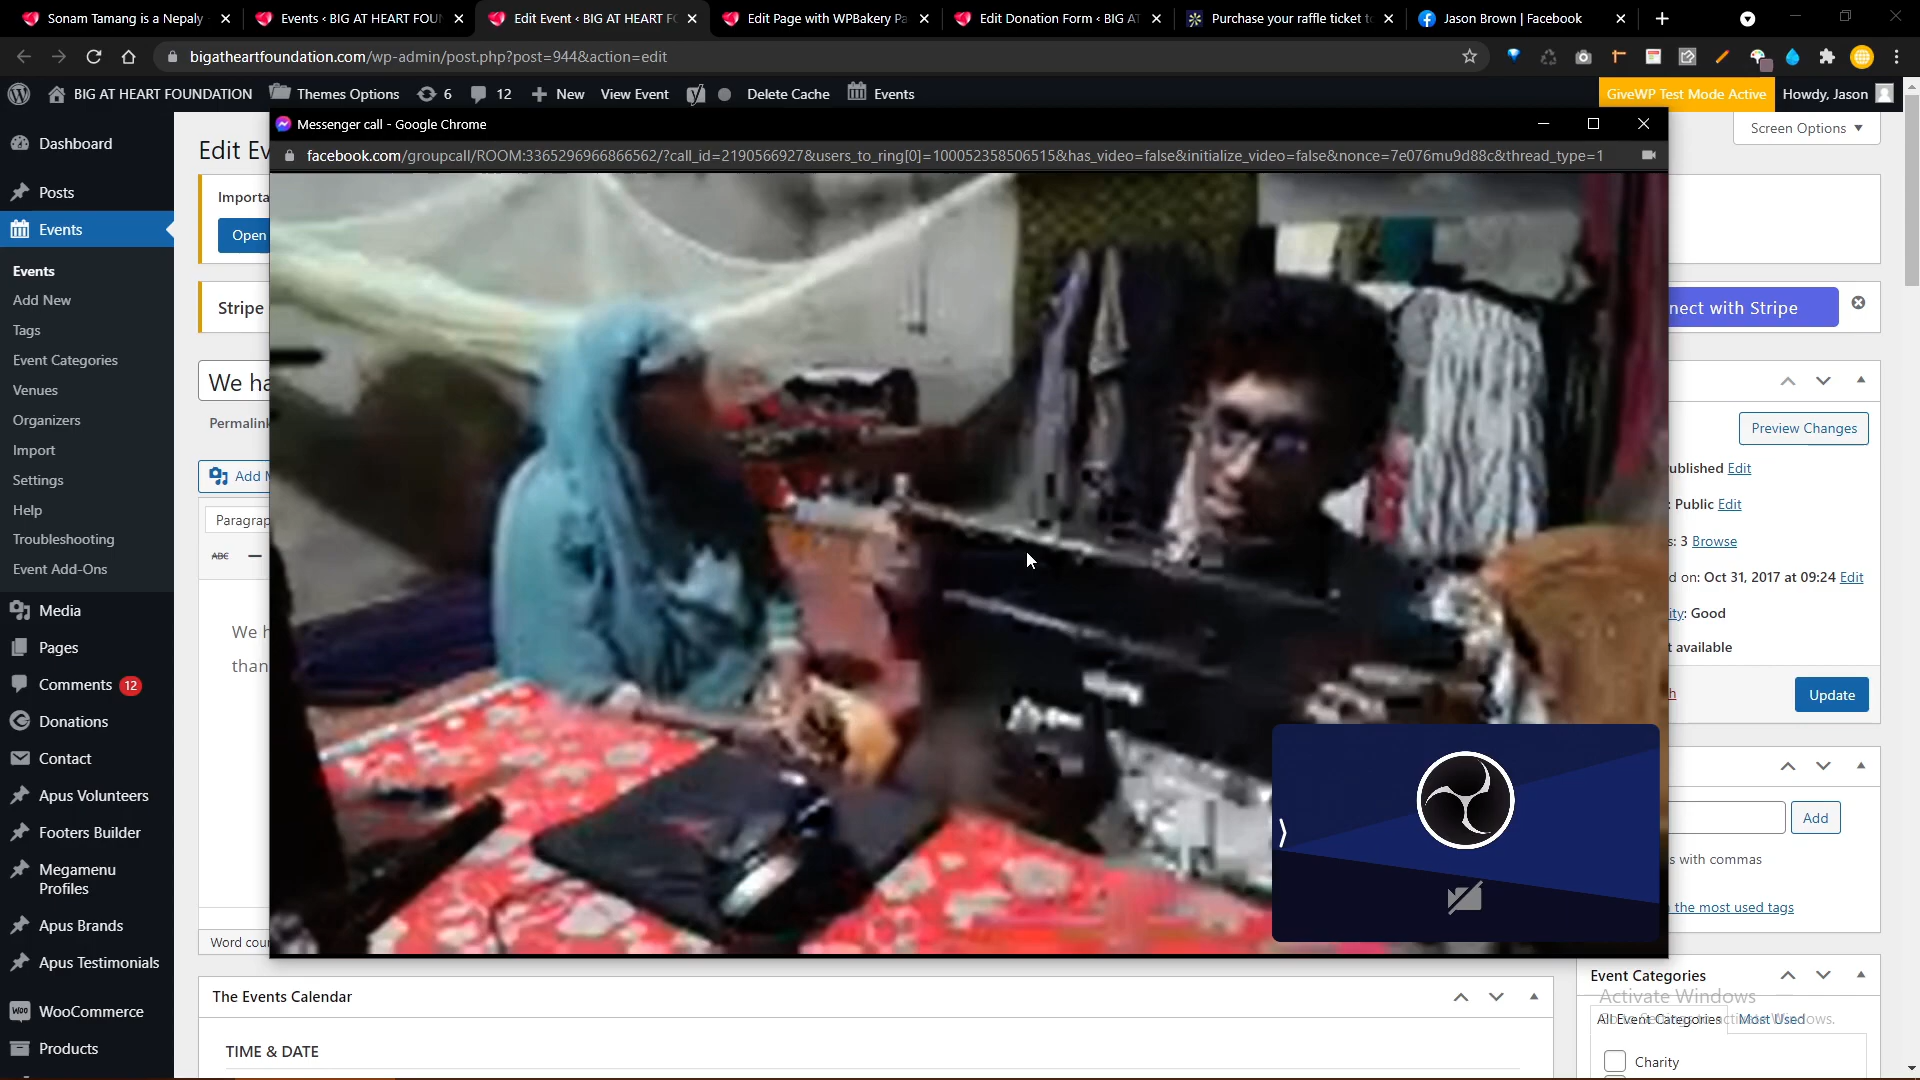 Sonam Tamang is a Nepaly
Events ‹ BIG AT HEART FOUN
Edit Event ‹ BIG AT HEART F
Edit Page with WPBakery Pa
Edit Donation Form ‹ BIG AT
Purchase your raffle ticket to
Jason Brown | Facebook
bigatheartfoundation.com/wp-admin/post.php?post=944&action=edit
BIG AT HEART FOUNDATION Themes Options 6 12 New View Event Delete Cache Events GiveWP Test Mode Active Howdy, Jason
Messenger call - Google Chrome
facebook.com/groupcall/ROOM:3365296966866562/?call_id=2190566927&users_to_ring[0]=100052358506515&has_video=false&initialize_video=false&nonce=7e076mu9d88c&thread_type=1
Screen Options
Dashboard
Posts
Events
Events
Add New
Tags
Event Categories
Venues
Organizers
Import
Settings
Help
Troubleshooting
Event Add-Ons
Media
Pages
Comments 12
Donations
Contact
Apus Volunteers
Footers Builder
Megamenu
Profiles
Apus Brands
Apus Testimonials
WooCommerce
Products
Edit Ev
Importa
Open
Stripe
We ha
Permalink
Add M
Paragrap
ABC
We h
than
Word cour
nect with Stripe
Preview Changes
ublished Edit
: Public Edit
s: 3 Browse
d on: Oct 31, 2017 at 09:24 Edit
ity: Good
t available
h
Update
Add
s with commas
the most used tags
The Events Calendar
TIME & DATE
Event Categories
Activate Windows
All Event Categories Most Used
Charity